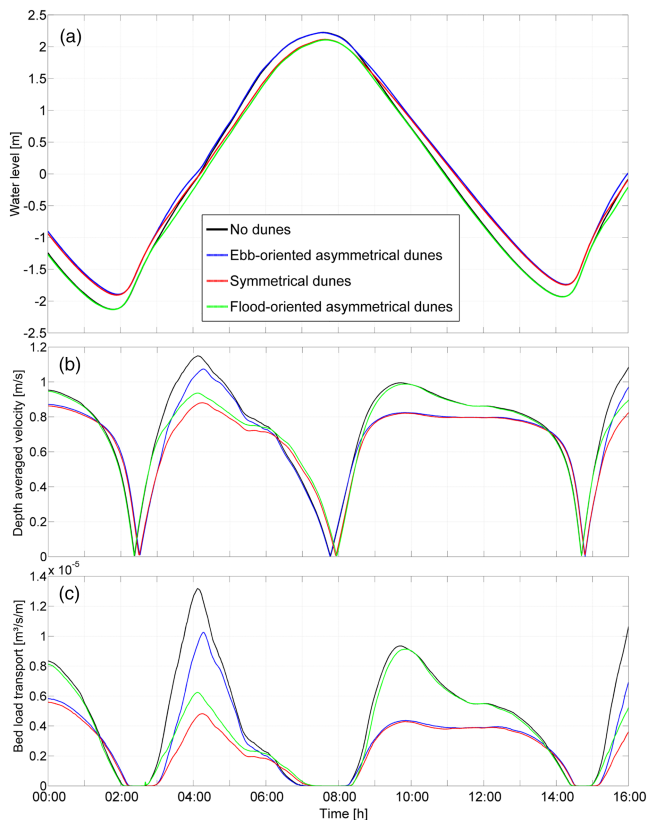 (a)
2.5
2
1.5
1
0.5
0
-0.5
-1
-1.5
-2
-2.5
Water level [m]
No dunes
Ebb-oriented asymmetrical dunes
Symmetrical dunes
Flood-oriented asymmetrical dunes
(b)
1.2
1
0.8
0.6
0.4
0.2
0
Depth averaged velocity [m/s]
(c)
x 10⁻⁵
1.4
1.2
1
0.8
0.6
0.4
0.2
0
Bed load transport [m³/s/m]
00:00 02:00 04:00 06:00 08:00 10:00 12:00 14:00 16:00
Time [h]